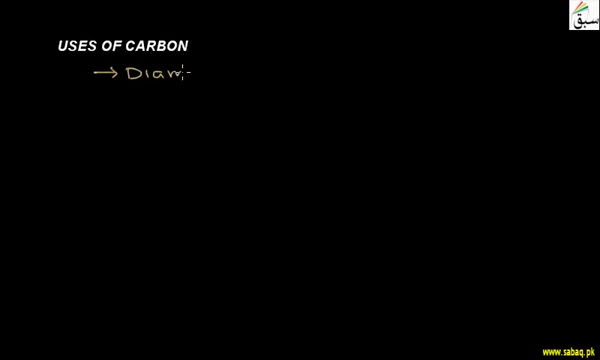 سبق
USES OF CARBON
→ Diam
www.sabaq.pk